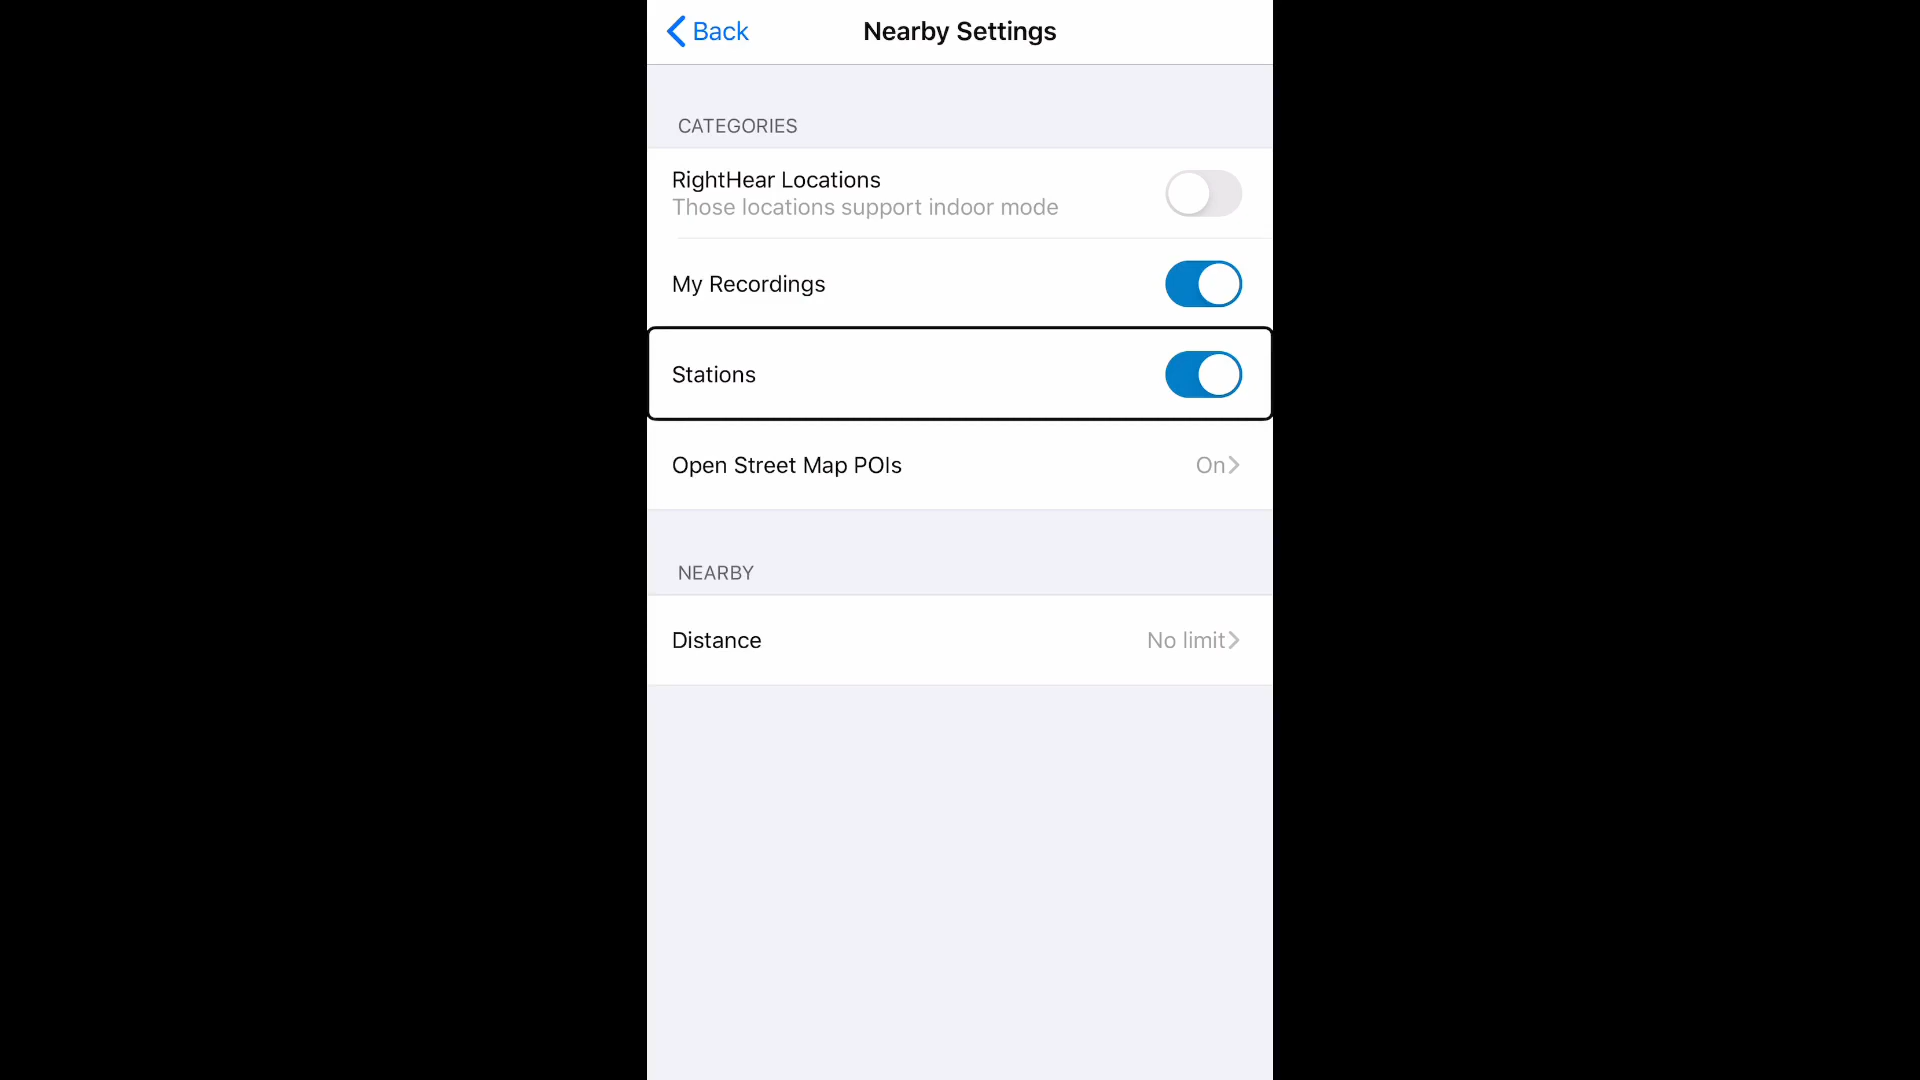 Back
Nearby Settings
CATEGORIES
RightHear Locations
Those locations support indoor mode
My Recordings
Stations
Open Street Map POIs
On
NEARBY
Distance
No limit